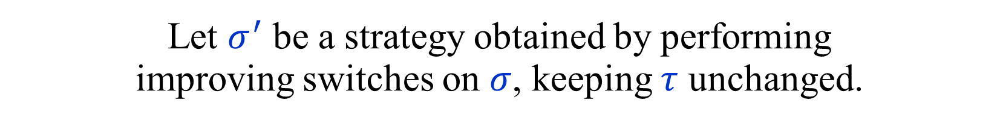 Let σ′ be a strategy obtained by performing
improving switches on σ, keeping τ unchanged.